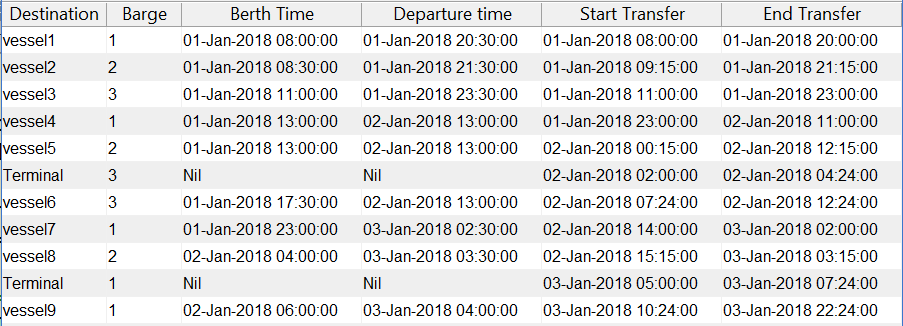 Destination Barge Berth Time Departure time Start Transfer End Transfer
vessel1 1 01-Jan-2018 08:00:00 01-Jan-2018 20:30:00 01-Jan-2018 08:00:00 01-Jan-2018 20:00:00
vessel2 2 01-Jan-2018 08:30:00 01-Jan-2018 21:30:00 01-Jan-2018 09:15:00 01-Jan-2018 21:15:00
vessel3 3 01-Jan-2018 11:00:00 01-Jan-2018 23:30:00 01-Jan-2018 11:00:00 01-Jan-2018 23:00:00
vessel4 1 01-Jan-2018 13:00:00 02-Jan-2018 13:00:00 01-Jan-2018 23:00:00 02-Jan-2018 11:00:00
vessel5 2 01-Jan-2018 13:00:00 02-Jan-2018 13:00:00 02-Jan-2018 00:15:00 02-Jan-2018 12:15:00
Terminal 3 Nil Nil 02-Jan-2018 02:00:00 02-Jan-2018 04:24:00
vessel6 3 01-Jan-2018 17:30:00 02-Jan-2018 13:00:00 02-Jan-2018 07:24:00 02-Jan-2018 12:24:00
vessel7 1 01-Jan-2018 23:00:00 03-Jan-2018 02:30:00 02-Jan-2018 14:00:00 03-Jan-2018 02:00:00
vessel8 2 02-Jan-2018 04:00:00 03-Jan-2018 03:30:00 02-Jan-2018 15:15:00 03-Jan-2018 03:15:00
Terminal 1 Nil Nil 03-Jan-2018 05:00:00 03-Jan-2018 07:24:00
vessel9 1 02-Jan-2018 06:00:00 03-Jan-2018 04:00:00 03-Jan-2018 10:24:00 03-Jan-2018 22:24:00